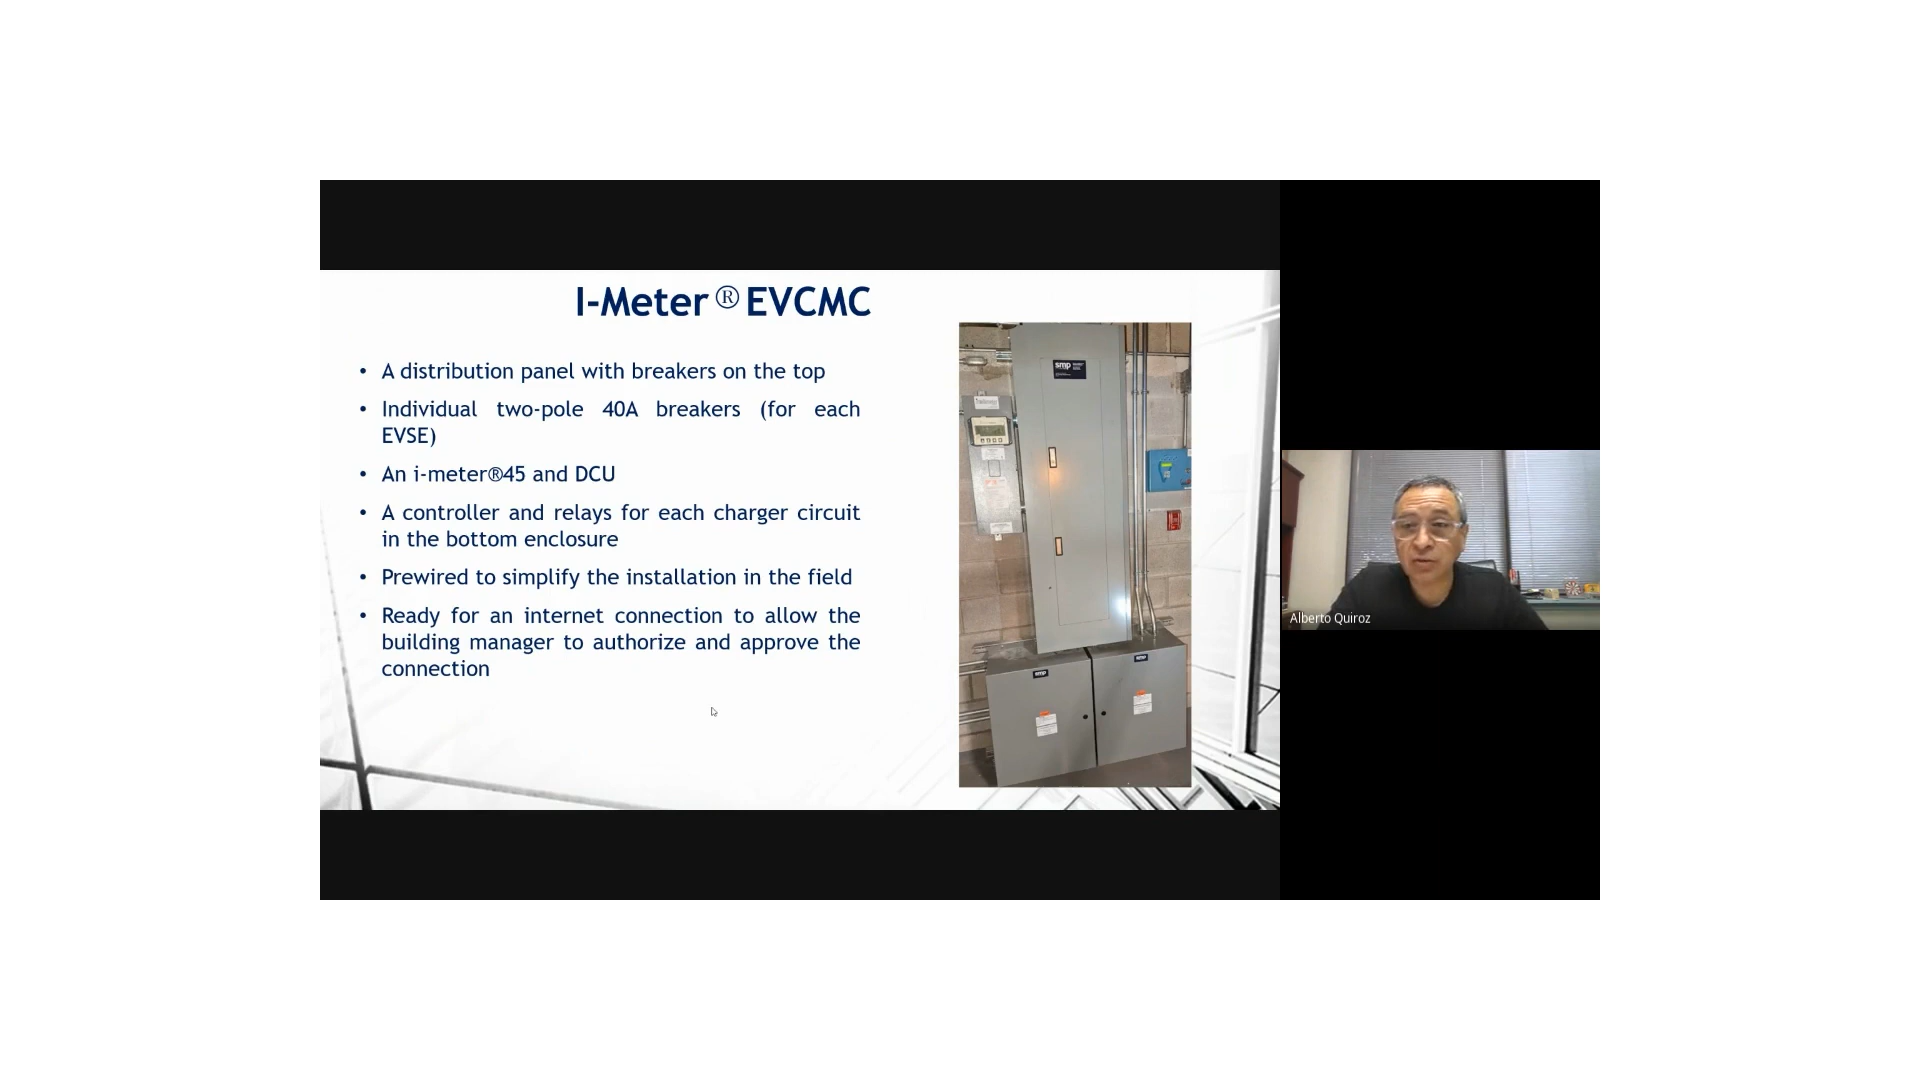 I-Meter ® EVCMC
• A distribution panel with breakers on the top
• Individual two-pole 40A breakers (for each
EVSE)
• An i-meter®45 and DCU
• A controller and relays for each charger circuit
in the bottom enclosure
• Prewired to simplify the installation in the field
• Ready for an internet connection to allow the
building manager to authorize and approve the
connection
smp
smp
smp
Alberto Quiroz